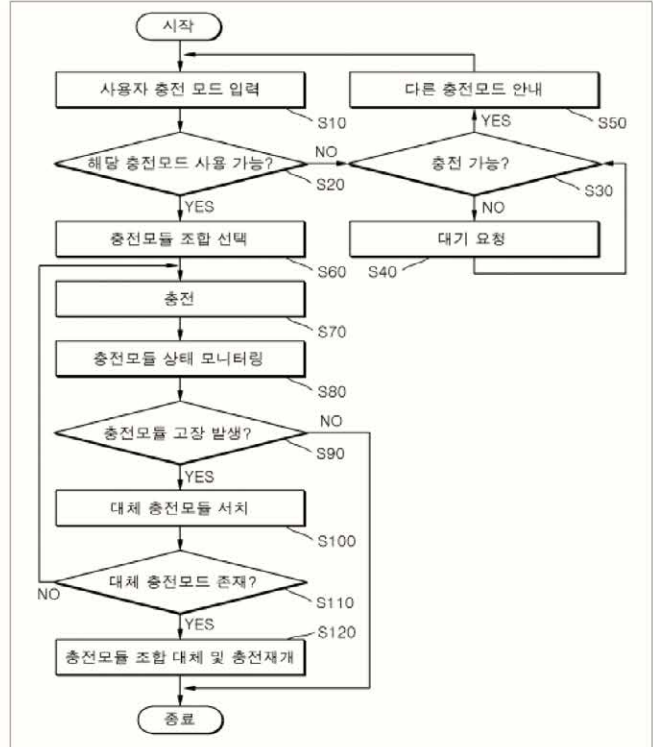 시작
사용자 충전 모드 입력
S10
다른 충전모드 안내
S50
YES
해당 충전모드 사용 가능?
NO
S20
충전 가능?
S30
YES
NO
충전모듈 조합 선택
S60
대기 요청
S40
충전
S70
충전모듈 상태 모니터링
S80
충전모듈 고장 발생?
NO
S90
YES
대체 충전모듈 서치
S100
대체 충전모드 존재?
NO
S110
YES
S120
충전모듈 조합 대체 및 충전재개
종료